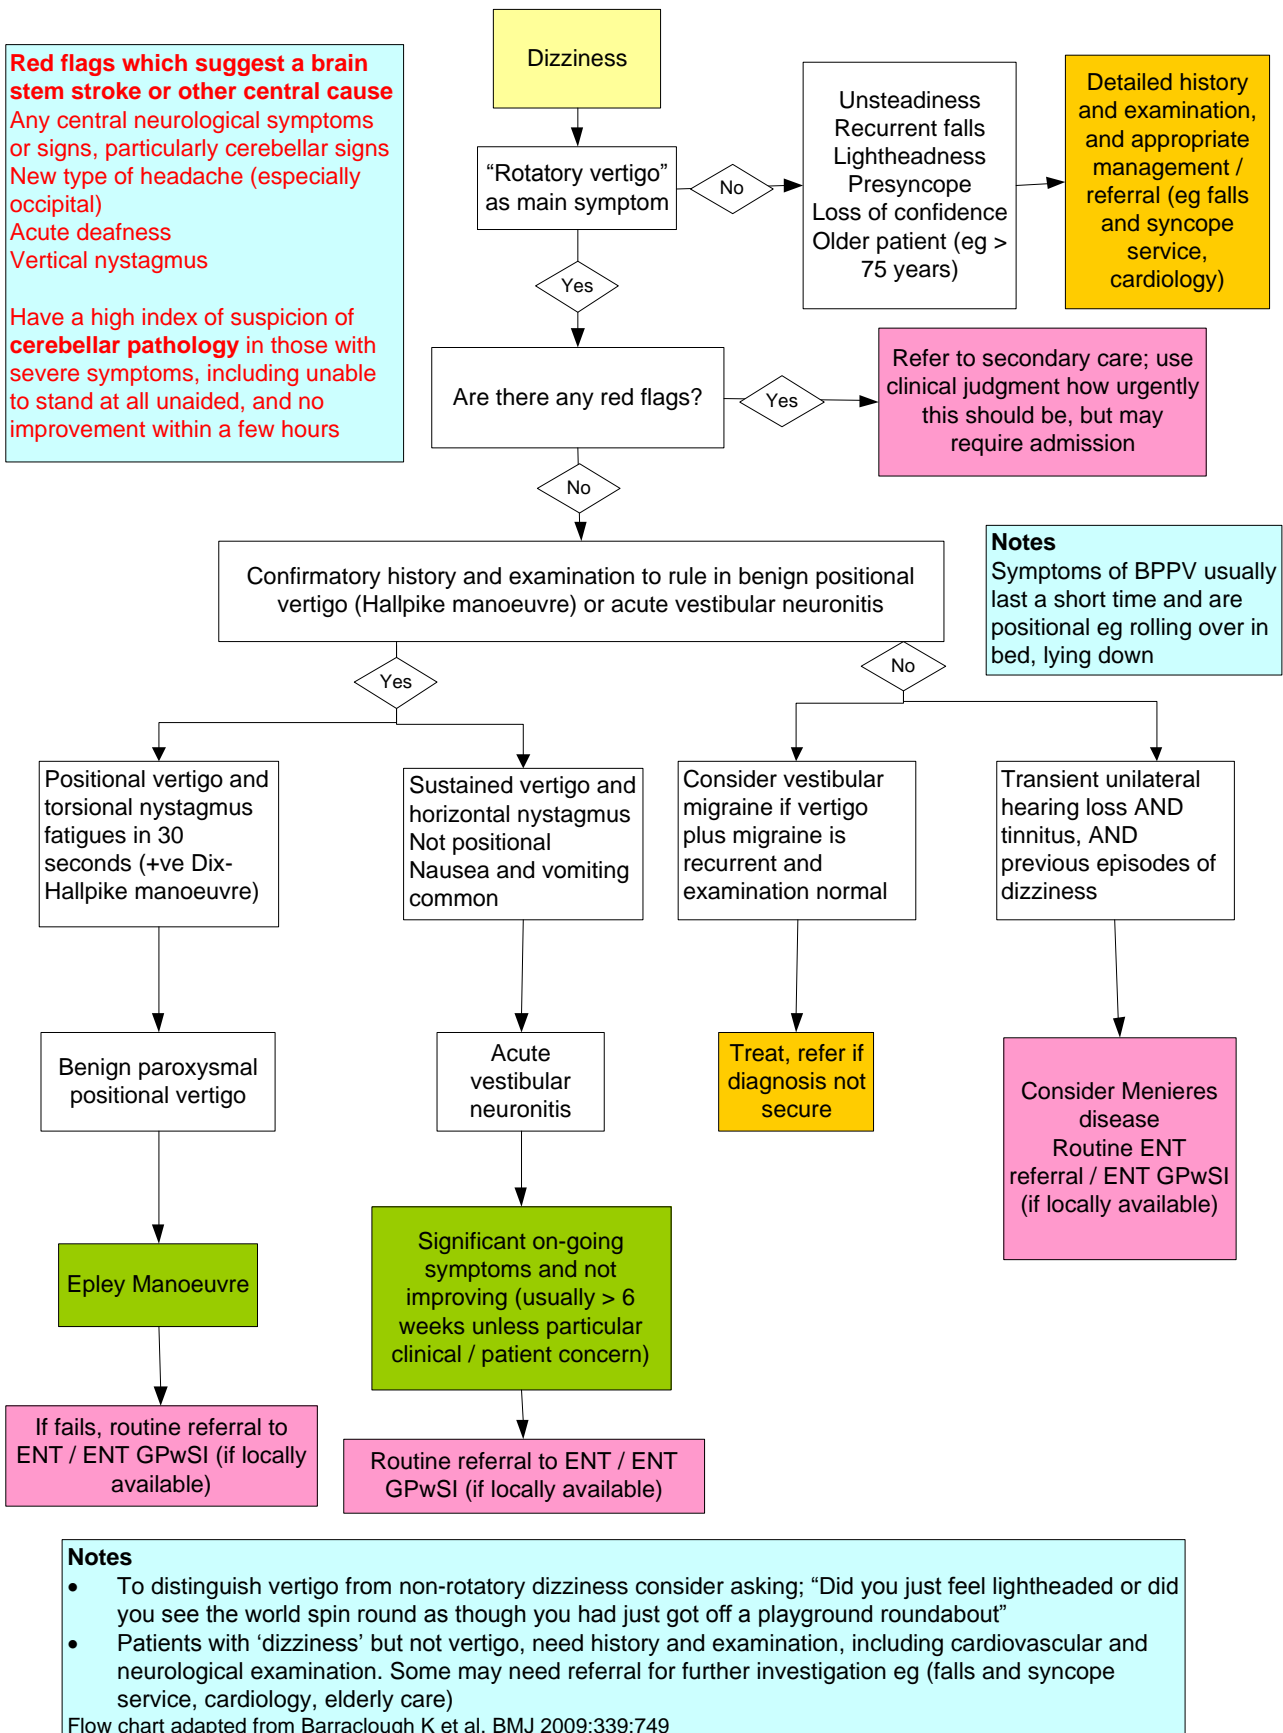 Dizziness
Red flags which suggest a brain
stem stroke or other central cause
Any central neurological symptoms
or signs, particularly cerebellar signs
New type of headache (especially
occipital)
Acute deafness
Vertical nystagmus
Have a high index of suspicion of
cerebellar pathology in those with
severe symptoms, including unable
to stand at all unaided, and no
improvement within a few hours
“Rotatory vertigo”
as main symptom
No
Unsteadiness
Recurrent falls
Lightheadness
Presyncope
Loss of confidence
Older patient (eg >
75 years)
Detailed history
and examination,
and appropriate
management /
referral (eg falls
and syncope
service,
cardiology)
Yes
Are there any red flags?
Yes
Refer to secondary care; use
clinical judgment how urgently
this should be, but may
require admission
No
Confirmatory history and examination to rule in benign positional
vertigo (Hallpike manoeuvre) or acute vestibular neuronitis
Notes
Symptoms of BPPV usually
last a short time and are
positional eg rolling over in
bed, lying down
Yes
No
Positional vertigo and
torsional nystagmus
fatigues in 30
seconds (+ve Dix-
Hallpike manoeuvre)
Sustained vertigo and
horizontal nystagmus
Not positional
Nausea and vomiting
common
Consider vestibular
migraine if vertigo
plus migraine is
recurrent and
examination normal
Transient unilateral
hearing loss AND
tinnitus, AND
previous episodes of
dizziness
Benign paroxysmal
positional vertigo
Acute
vestibular
neuronitis
Treat, refer if
diagnosis not
secure
Consider Menieres
disease
Routine ENT
referral / ENT GPwSI
(if locally available)
Epley Manoeuvre
Significant on-going
symptoms and not
improving (usually > 6
weeks unless particular
clinical / patient concern)
If fails, routine referral to
ENT / ENT GPwSI (if locally
available)
Routine referral to ENT / ENT
GPwSI (if locally available)
Notes
• To distinguish vertigo from non-rotatory dizziness consider asking; “Did you just feel lightheaded or did
you see the world spin round as though you had just got off a playground roundabout”
• Patients with ‘dizziness’ but not vertigo, need history and examination, including cardiovascular and
neurological examination. Some may need referral for further investigation eg (falls and syncope
service, cardiology, elderly care)
Flow chart adapted from Barraclough K et al. BMJ 2009;339:749